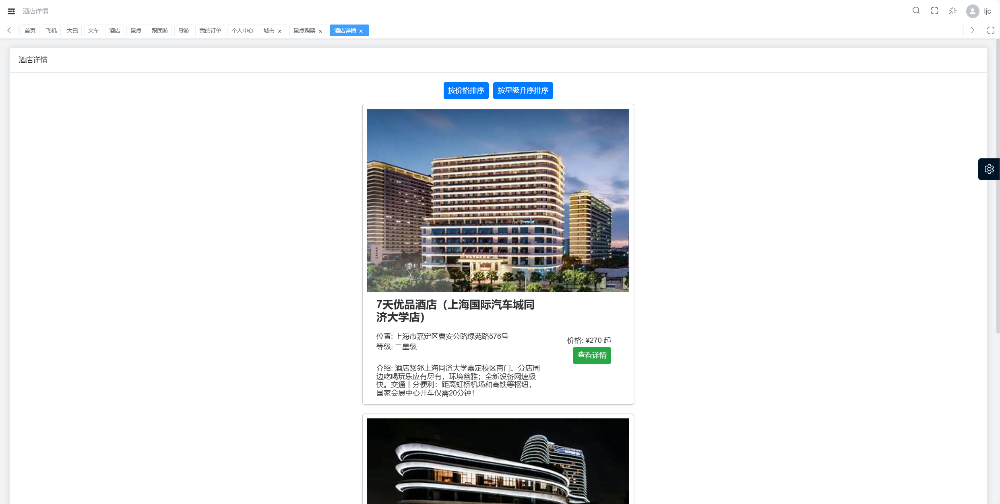 酒店详情
ljc
首页 飞机 大巴 火车 酒店 景点 跟团游 导游 我的订单 个人中心 城市 × 景点购票 × 酒店详情 ×
酒店详情
按价格排序 按星级升序排序
7天优品酒店（上海国际汽车城同
济大学店）
位置: 上海市嘉定区曹安公路绿苑路576号
等级: 二星级
价格: ¥270 起
查看详情
介绍: 酒店紧邻上海同济大学嘉定校区南门。分店周
边吃喝玩乐应有尽有，环境幽雅；全新设备网速极
快。交通十分便利：距离虹桥机场和高铁等枢纽，
国家会展中心开车仅需20分钟！